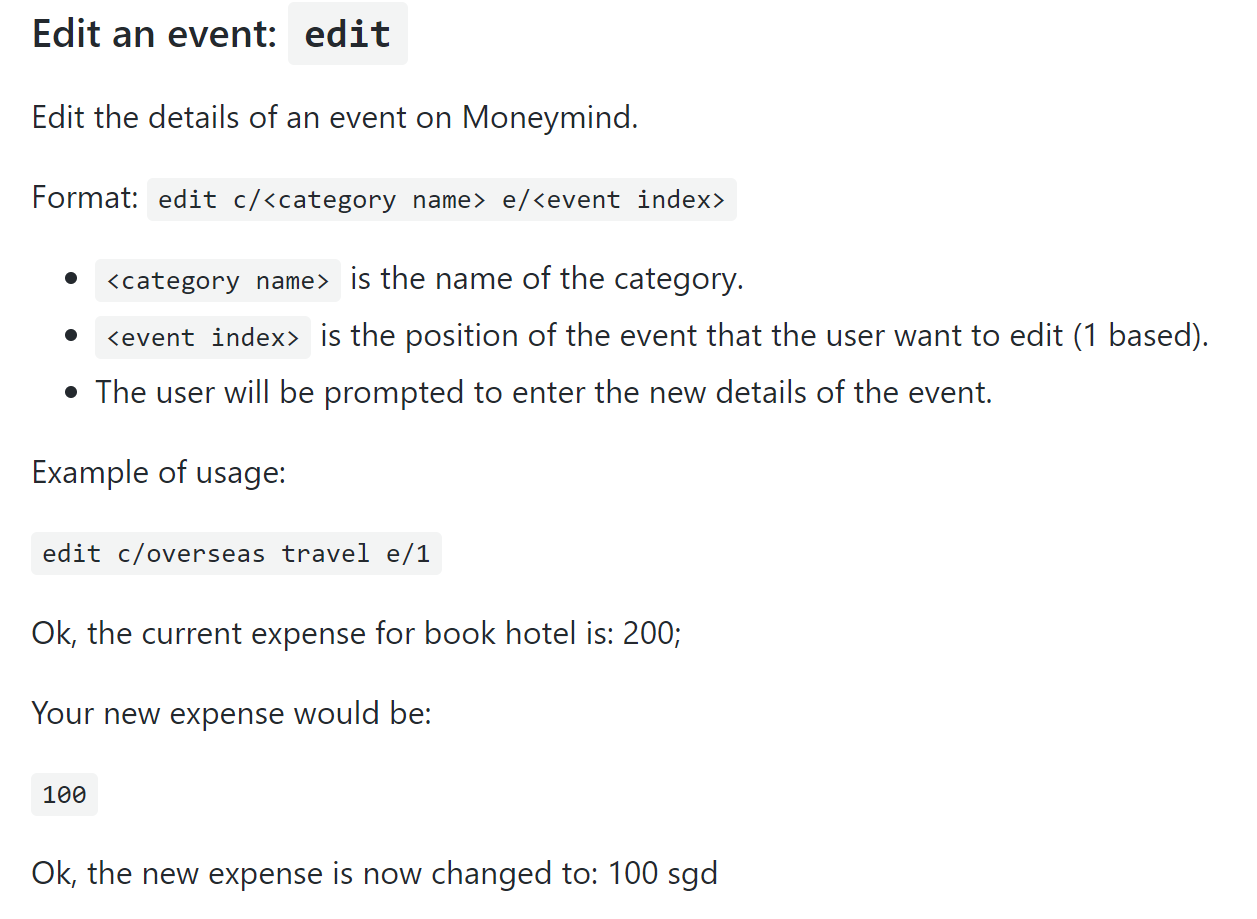 Edit an event: edit
Edit the details of an event on Moneymind.
Format: edit c/<category name> e/<event index>
<category name> is the name of the category.
<event index> is the position of the event that the user want to edit (1 based).
The user will be prompted to enter the new details of the event.
Example of usage:
edit c/overseas travel e/1
Ok, the current expense for book hotel is: 200;
Your new expense would be:
100
Ok, the new expense is now changed to: 100 sgd